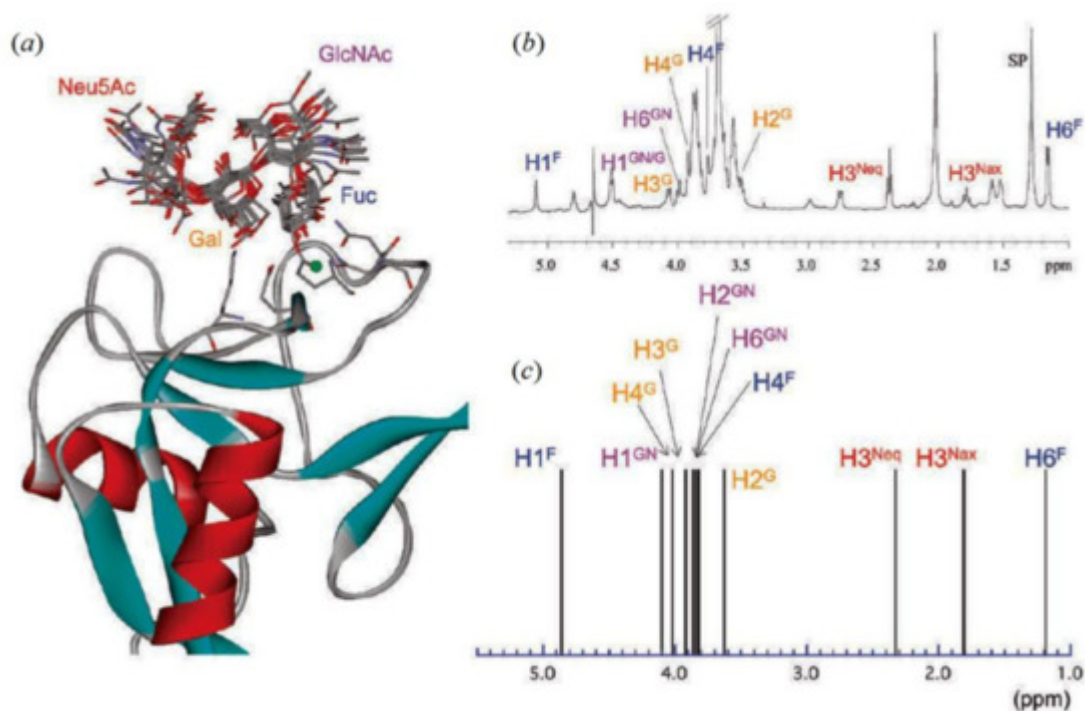 (a)
GlcNAc
Neu5Ac
Fuc
Gal
(b)
H4ᶠ
H4ᴳ
H6ᴳᴺ
H2ᴳ
SP
H6ᶠ
H1ᶠ
H1ᴳᴺ/ᴳ
H3ᴳ
H3ᴺᵉq
H3ᴺᵃˣ
5.0 4.5 4.0 3.5 3.0 2.5 2.0 1.5 ppm
H2ᴳᴺ
H3ᴳ
H6ᴳᴺ
(c)
H4ᴳ
H4ᶠ
H1ᶠ
H1ᴳᴺ
H3ᴺᵉq
H3ᴺᵃˣ
H6ᶠ
H2ᴳ
5.0 4.0 3.0 2.0 1.0
(ppm)